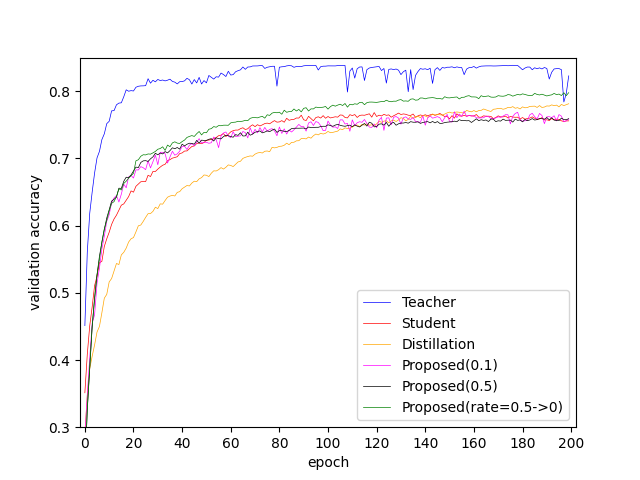 0.8
0.7
0.6
0.5
0.4
0.3
validation accuracy
Teacher
Student
Distillation
Proposed(0.1)
Proposed(0.5)
Proposed(rate=0.5->0)
0 20 40 60 80 100 120 140 160 180 200
epoch